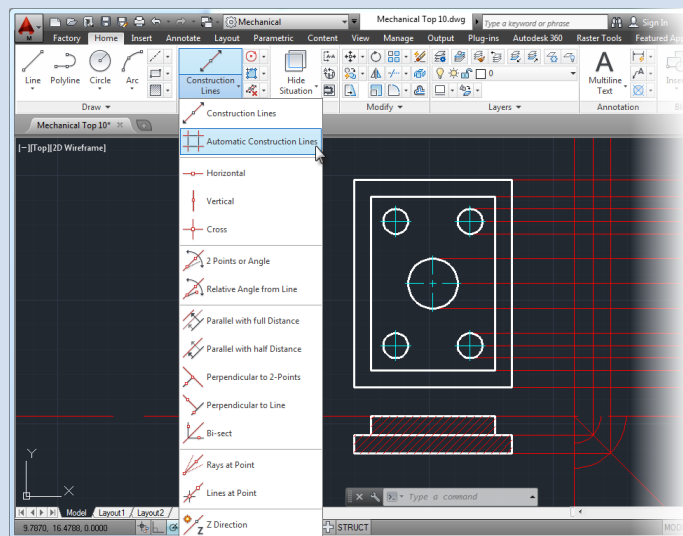 Mechanical
Mechanical Top 10.dwg
Type a keyword or phrase
Sign In
M
Factory Home Insert Annotate Layout Parametric Content View Manage Output Plug-ins Autodesk 360 Raster Tools Featured
Line Polyline Circle Arc
Construction
Lines
Hide
Situation
0
Multiline
Text
Draw
Modify
Layers
Annotation
Mechanical Top 10*
[–][Top][2D Wireframe]
Construction Lines
Automatic Construction Lines
Horizontal
Vertical
Cross
2 Points or Angle
Relative Angle from Line
Parallel with full Distance
Parallel with half Distance
Perpendicular to 2-Points
Perpendicular to Line
Bi-sect
Rays at Point
Lines at Point
Z Direction
Y
X
Type a command
Model Layout1 Layout2
9.7870, 16.4788, 0.0000
STRUCT